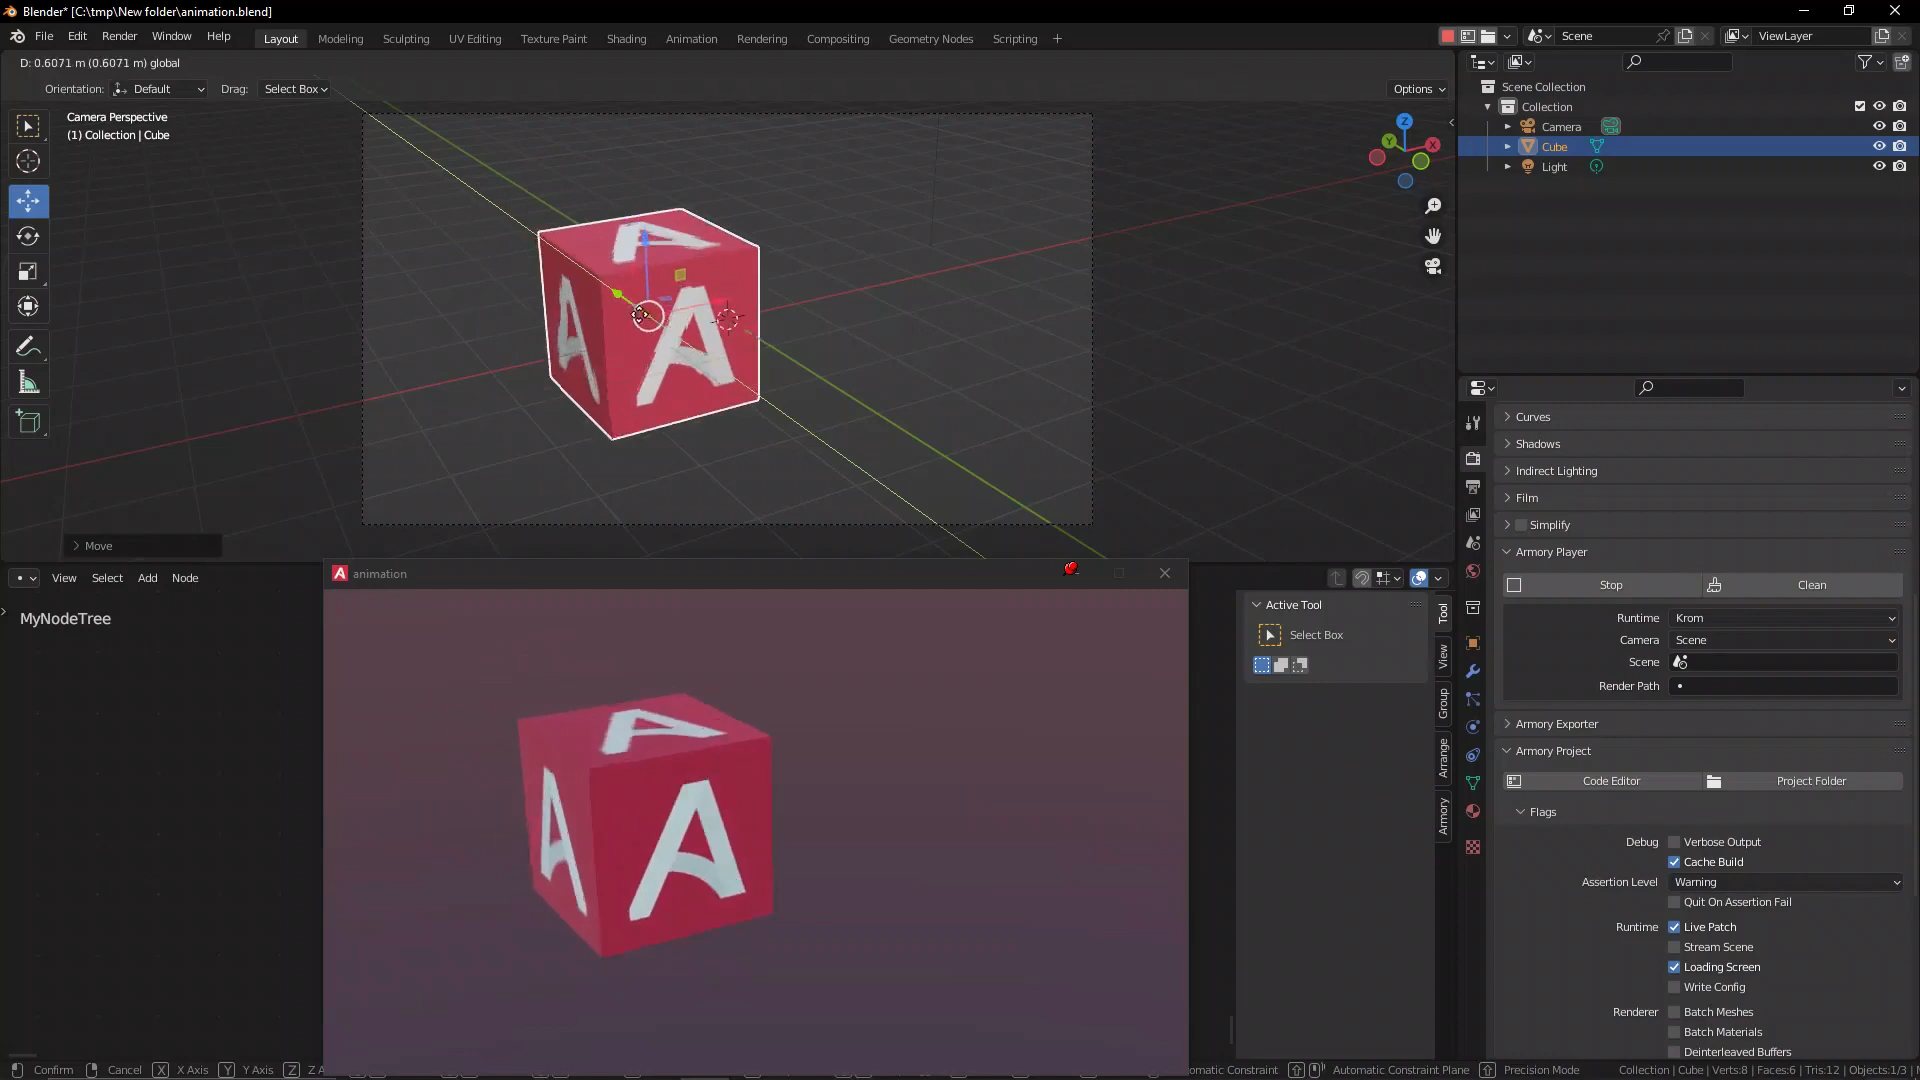 Blender* [C:\tmp\New folder\animation.blend]
File Edit Render Window Help Layout Modeling Sculpting UV Editing Texture Paint Shading Animation Rendering Compositing Geometry Nodes Scripting + Scene ViewLayer
D: 0.6071 m (0.6071 m) global
Orientation: Default Drag: Select Box Options
Camera Perspective
(1) Collection | Cube
Z
Y
X
A
A
A
Move
Scene Collection
Collection
Camera
Cube
Light
Curves
Shadows
Indirect Lighting
Film
Simplify
Armory Player
Stop Clean
Runtime Krom
Camera Scene
Scene
Render Path
Armory Exporter
Armory Project
Code Editor Project Folder
Flags
Debug Verbose Output
Cache Build
Assertion Level Warning
Quit On Assertion Fail
Runtime Live Patch
Stream Scene
Loading Screen
Write Config
Renderer Batch Meshes
Batch Materials
Deinterleaved Buffers
View Select Add Node
MyNodeTree
A animation
A
A
A
Active Tool
Select Box
Tool
View
Group
Arrange
Armory
Confirm Cancel X X Axis Y Y Axis Z Z A
omatic Constraint Automatic Constraint Plane Precision Mode Collection | Cube | Verts:8 | Faces:6 | Tris:12 | Objects:1/3 |